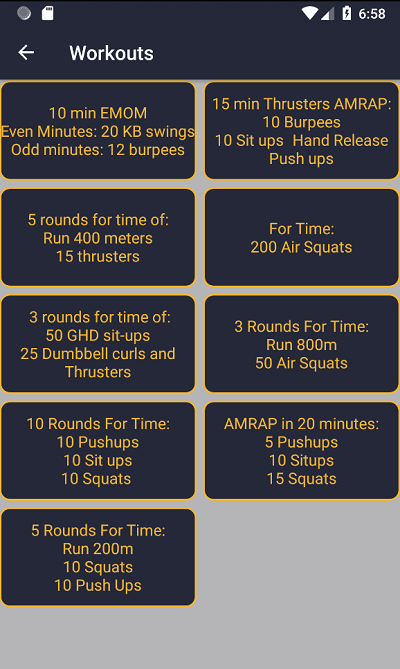 6:58
Workouts
10 min EMOM
Even Minutes: 20 KB swings
Odd minutes: 12 burpees
15 min Thrusters AMRAP:
10 Burpees
10 Sit ups  Hand Release
Push ups
5 rounds for time of:
Run 400 meters
15 thrusters
For Time:
200 Air Squats
3 rounds for time of:
50 GHD sit-ups
25 Dumbbell curls and
Thrusters
3 Rounds For Time:
Run 800m
50 Air Squats
10 Rounds For Time:
10 Pushups
10 Sit ups
10 Squats
AMRAP in 20 minutes:
5 Pushups
10 Situps
15 Squats
5 Rounds For Time:
Run 200m
10 Squats
10 Push Ups